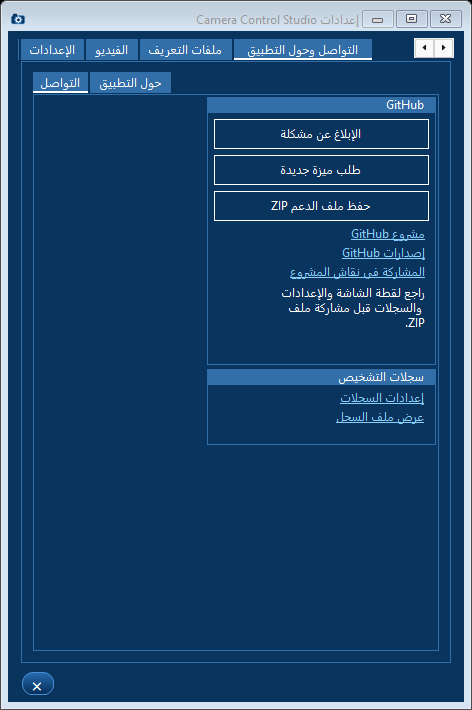 إعدادات Camera Control Studio
الإعدادات
الفيديو
ملفات التعريف
التواصل وحول التطبيق
التواصل
حول التطبيق
GitHub
الإبلاغ عن مشكلة
طلب ميزة جديدة
حفظ ملف الدعم ZIP
مشروع GitHub
إصدارات GitHub
المشاركة في نقاش المشروع
راجع لقطة الشاشة والإعدادات
والسجلات قبل مشاركة ملف
ZIP.
سجلات التشخيص
إعدادات السجلات
عرض ملف السجل